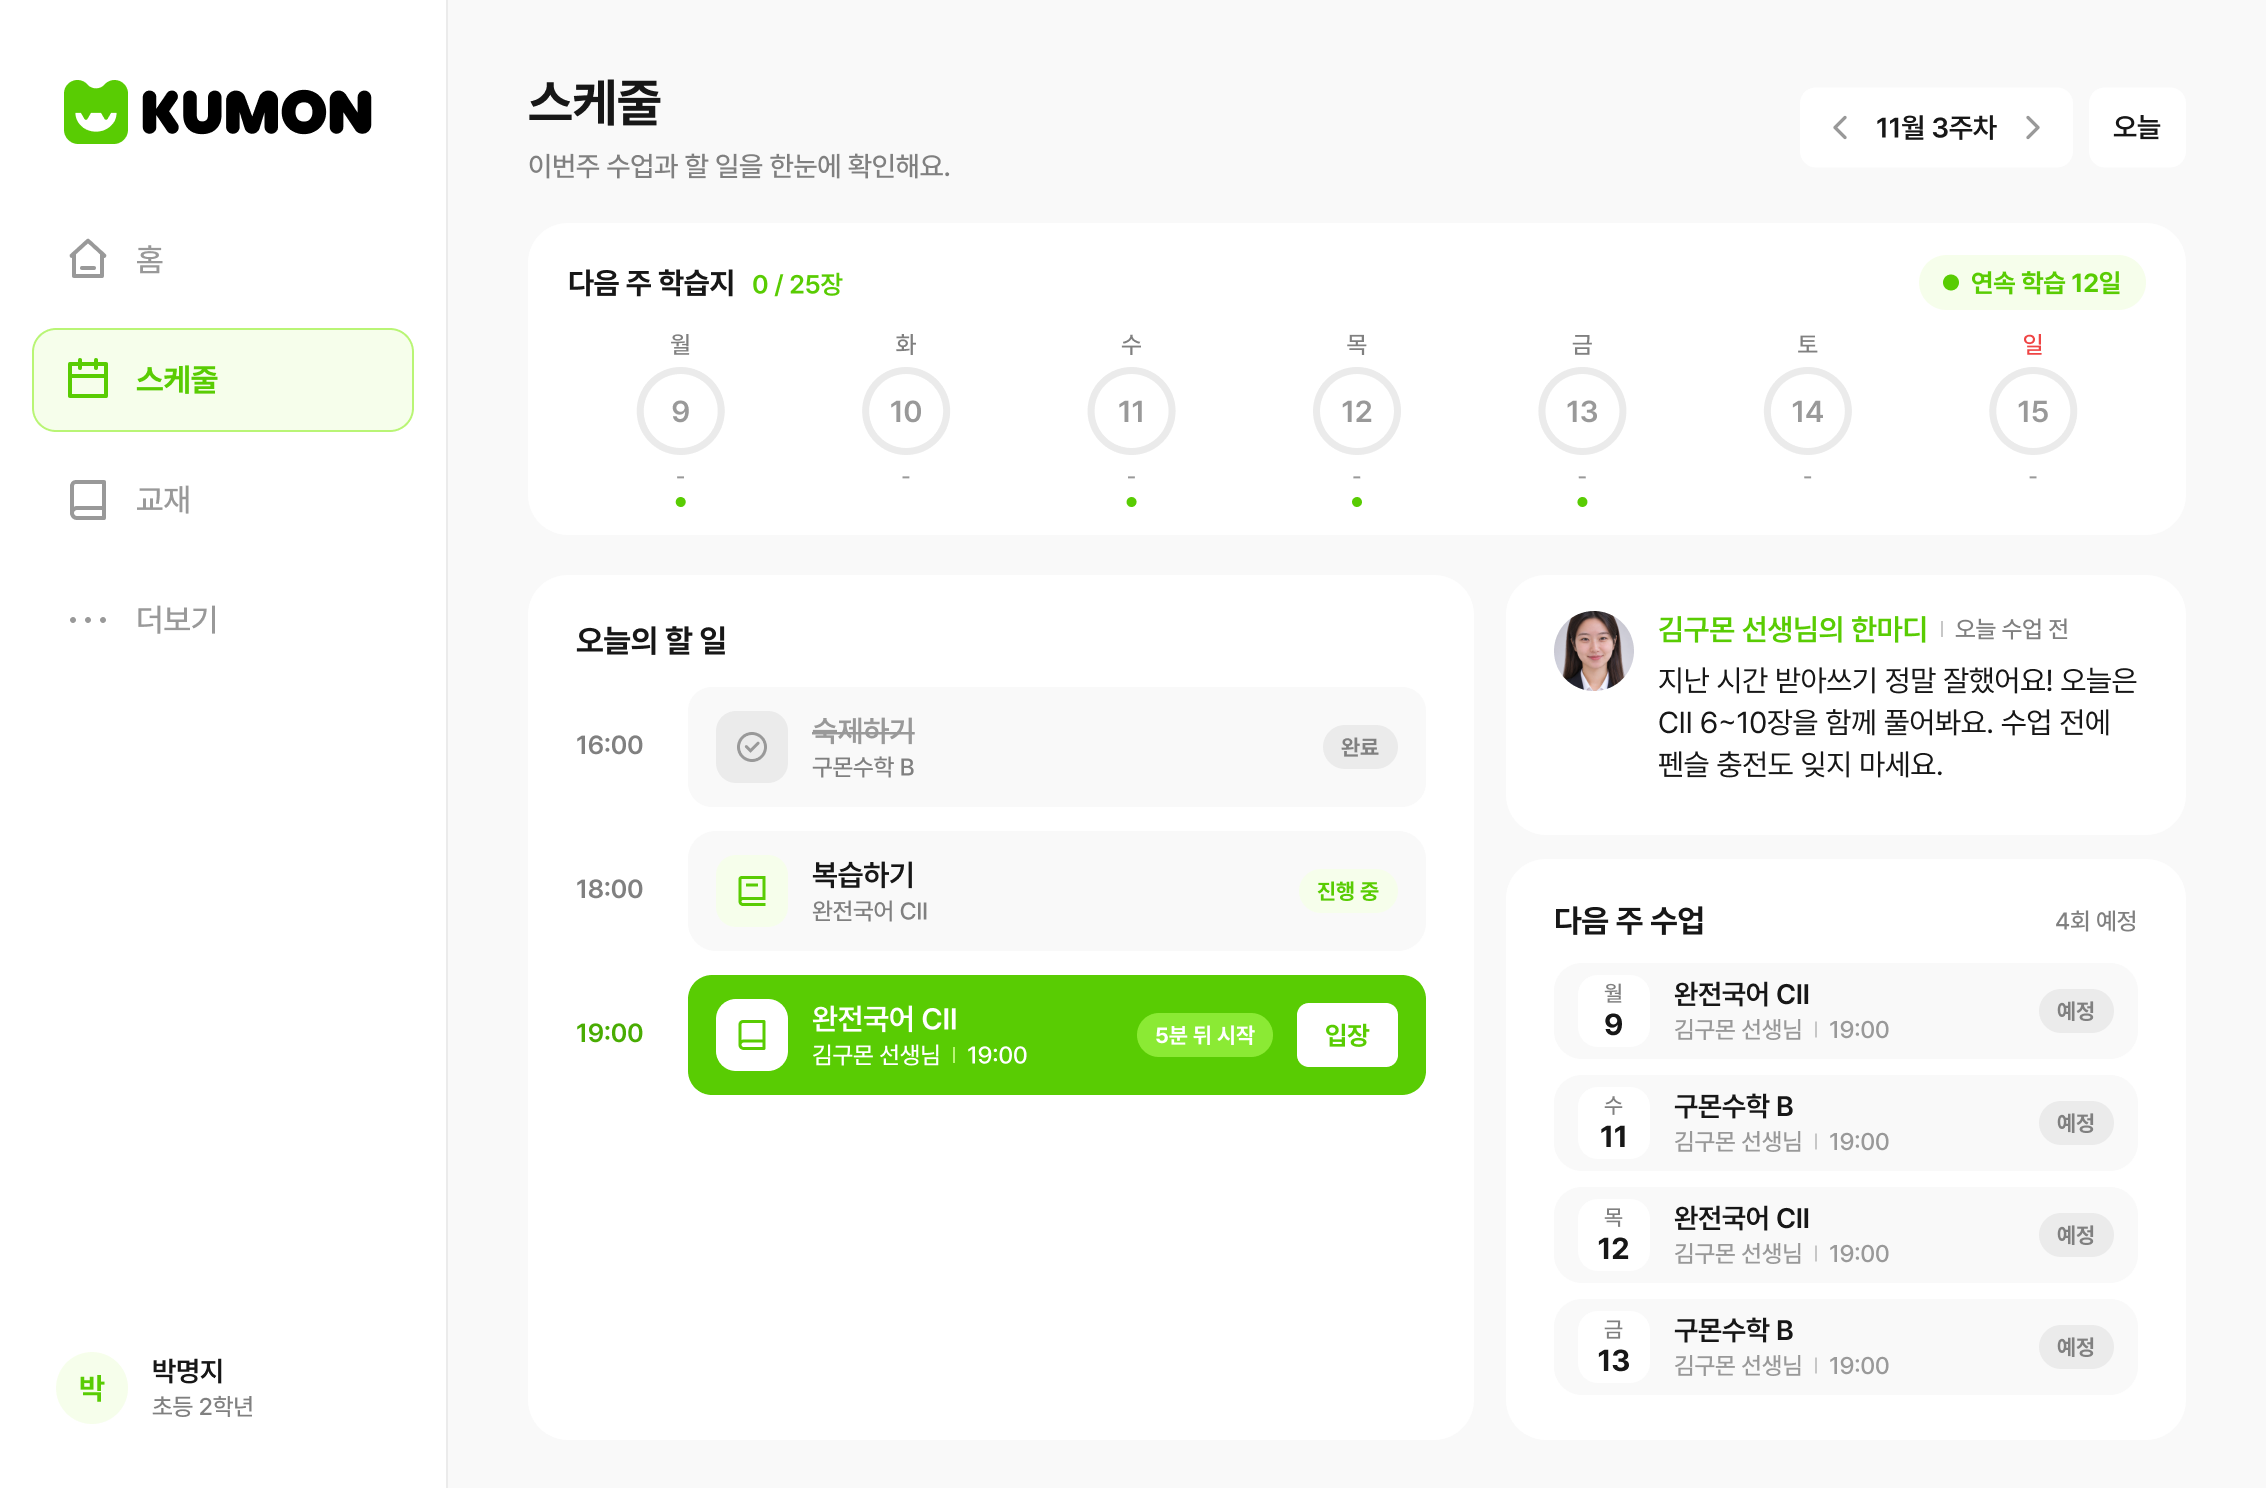 KUMON
홈
스케줄
교재
더보기
박
박명지
초등 2학년
스케줄
이번주 수업과 할 일을 한눈에 확인해요.
11월 3주차
오늘
다음 주 학습지 0 / 25장
연속 학습 12일
월 화 수 목 금 토 일
9 10 11 12 13 14 15
- - - - - - -
오늘의 할 일
16:00
숙제하기
구몬수학 B
완료
18:00
복습하기
완전국어 CII
진행 중
19:00
완전국어 CII
김구몬 선생님 | 19:00
5분 뒤 시작
입장
김구몬 선생님의 한마디 | 오늘 수업 전
지난 시간 받아쓰기 정말 잘했어요! 오늘은
CII 6~10장을 함께 풀어봐요. 수업 전에
펜슬 충전도 잊지 마세요.
다음 주 수업
4회 예정
월
9
완전국어 CII
김구몬 선생님 | 19:00
예정
수
11
구몬수학 B
김구몬 선생님 | 19:00
예정
목
12
완전국어 CII
김구몬 선생님 | 19:00
예정
금
13
구몬수학 B
김구몬 선생님 | 19:00
예정